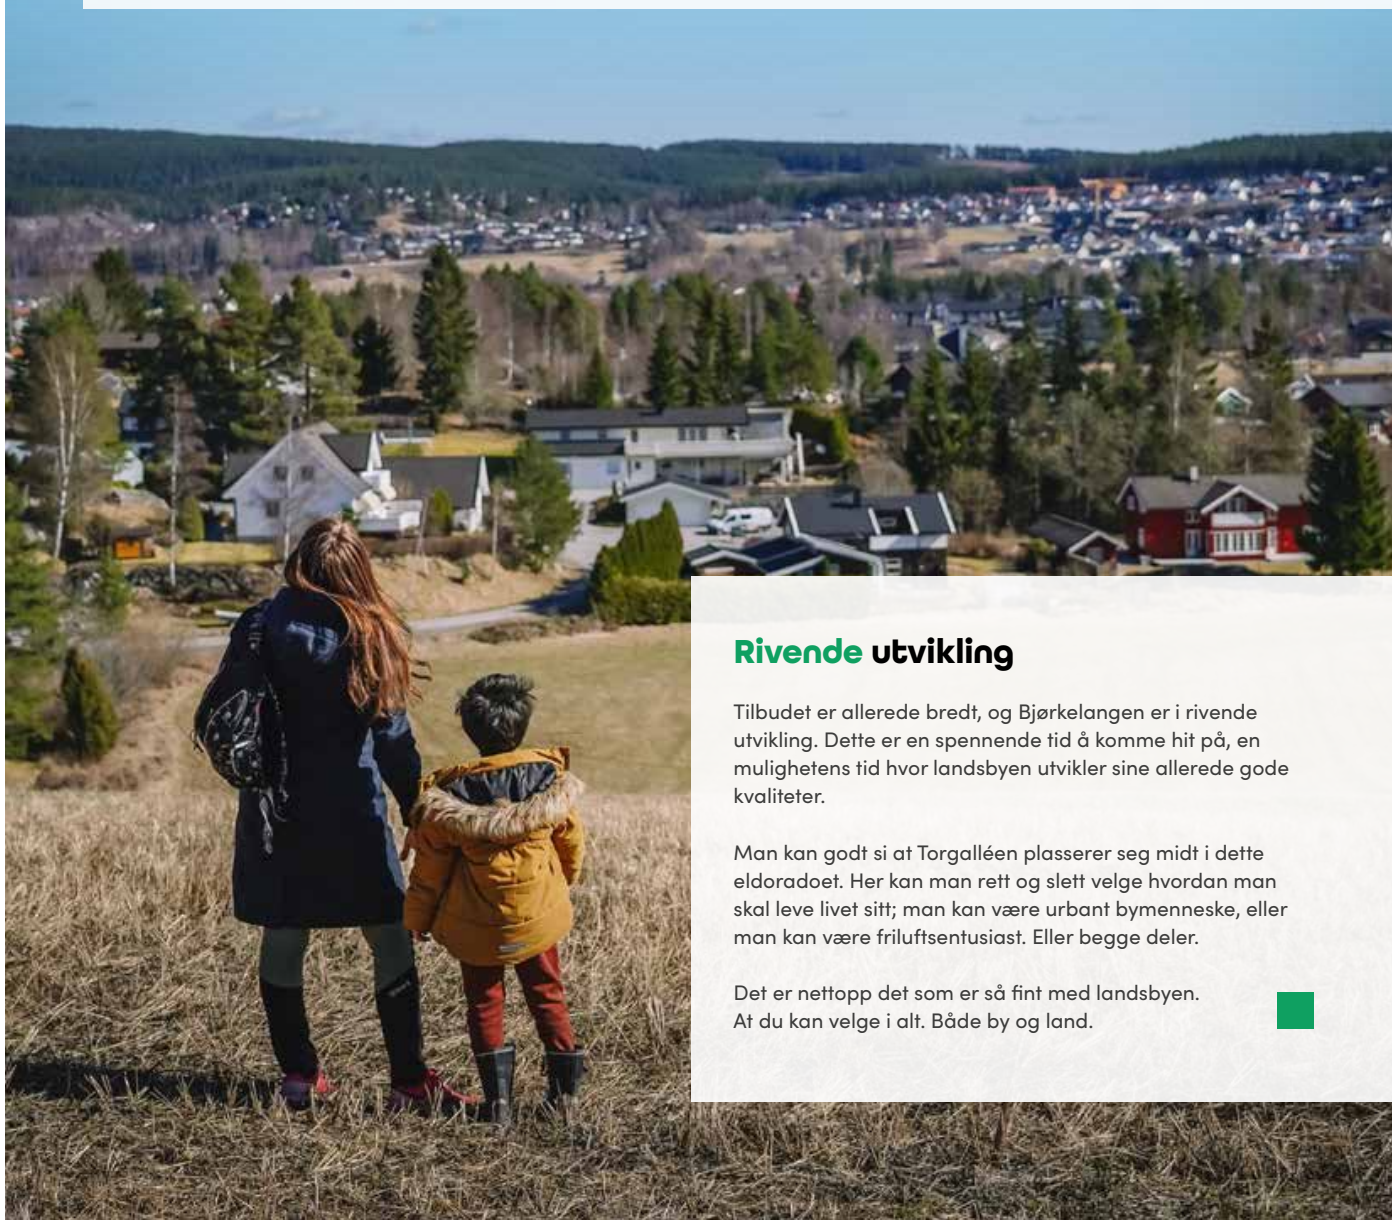 Rivende utvikling
Tilbudet er allerede bredt, og Bjørkelangen er i rivende
utvikling. Dette er en spennende tid å komme hit på, en
mulighetens tid hvor landsbyen utvikler sine allerede gode
kvaliteter.
Man kan godt si at Torgalléen plasserer seg midt i dette
eldoradoet. Her kan man rett og slett velge hvordan man
skal leve livet sitt; man kan være urbant bymenneske, eller
man kan være friluftsentusiast. Eller begge deler.
Det er nettopp det som er så fint med landsbyen.
At du kan velge i alt. Både by og land.